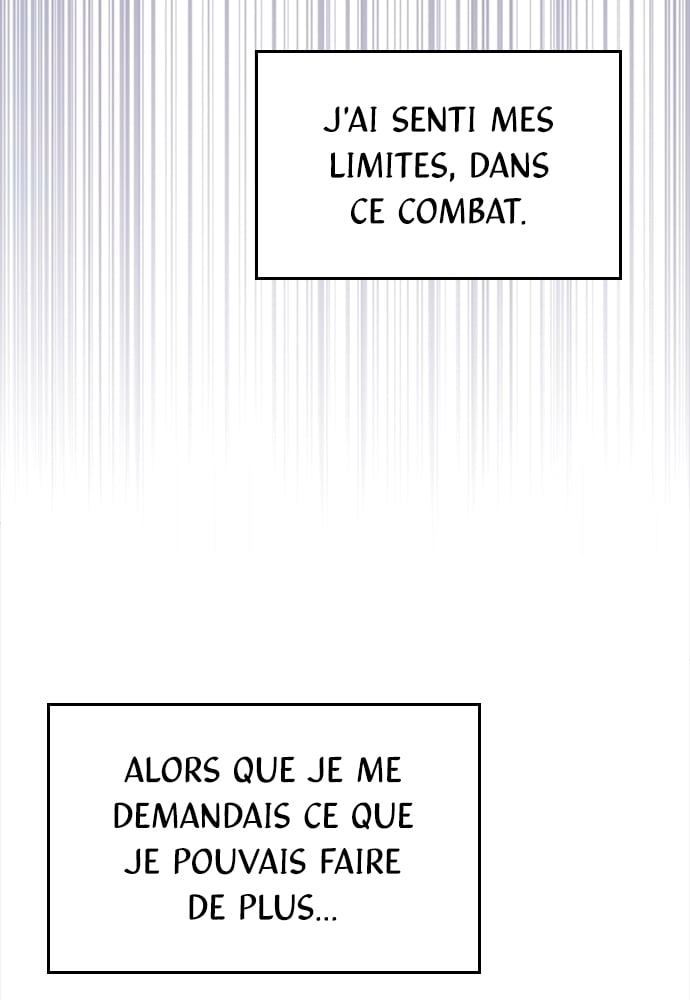 J'AI SENTI MES
LIMITES, DANS
CE COMBAT.
ALORS QUE JE ME
DEMANDAIS CE QUE
JE POUVAIS FAIRE
DE PLUS...